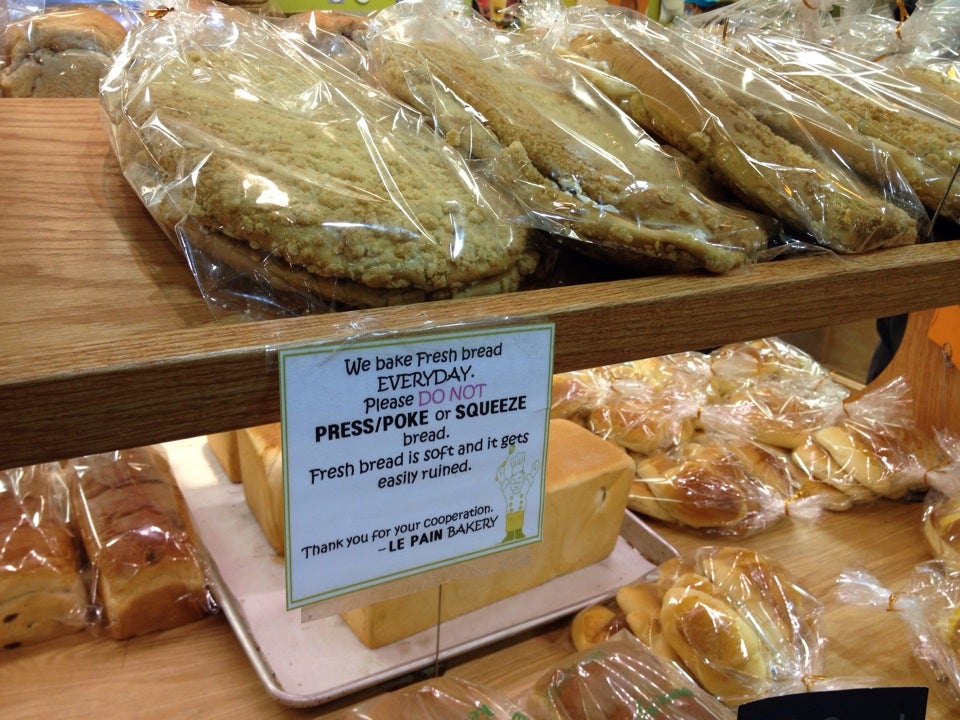 We bake Fresh bread
EVERYDAY.
Please DO NOT
PRESS/POKE or SQUEEZE
bread.
Fresh bread is soft and it gets
easily ruined.
Thank you for your cooperation.
- LE PAIN BAKERY